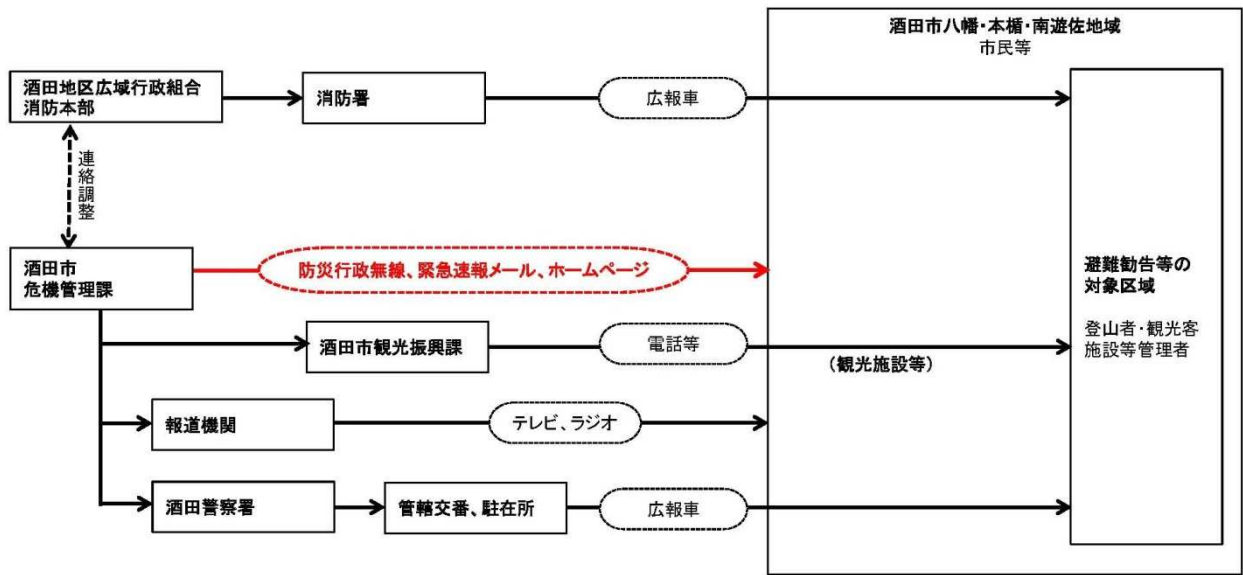 酒田市八幡・本楯・南遊佐地域
市民等
酒田地区広域行政組合
消防本部
消防署
広報車
連絡調整
酒田市
危機管理課
防災行政無線、緊急速報メール、ホームページ
避難勧告等の
対象区域
登山者・観光客
施設等管理者
酒田市観光振興課
電話等
（観光施設等）
報道機関
テレビ、ラジオ
酒田警察署
管轄交番、駐在所
広報車